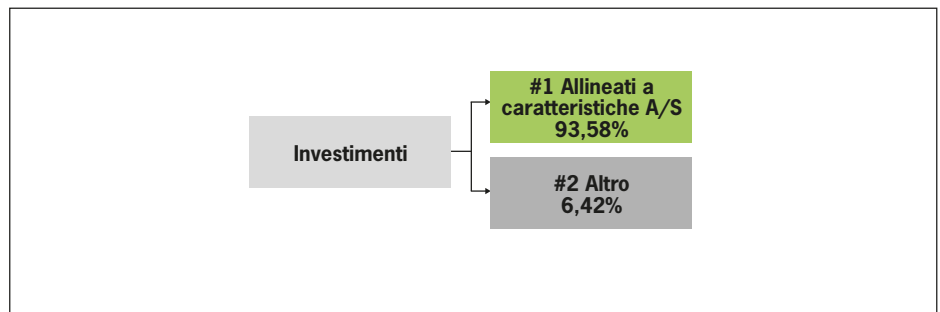 Investimenti
#1 Allineati a
caratteristiche A/S
93,58%
#2 Altro
6,42%